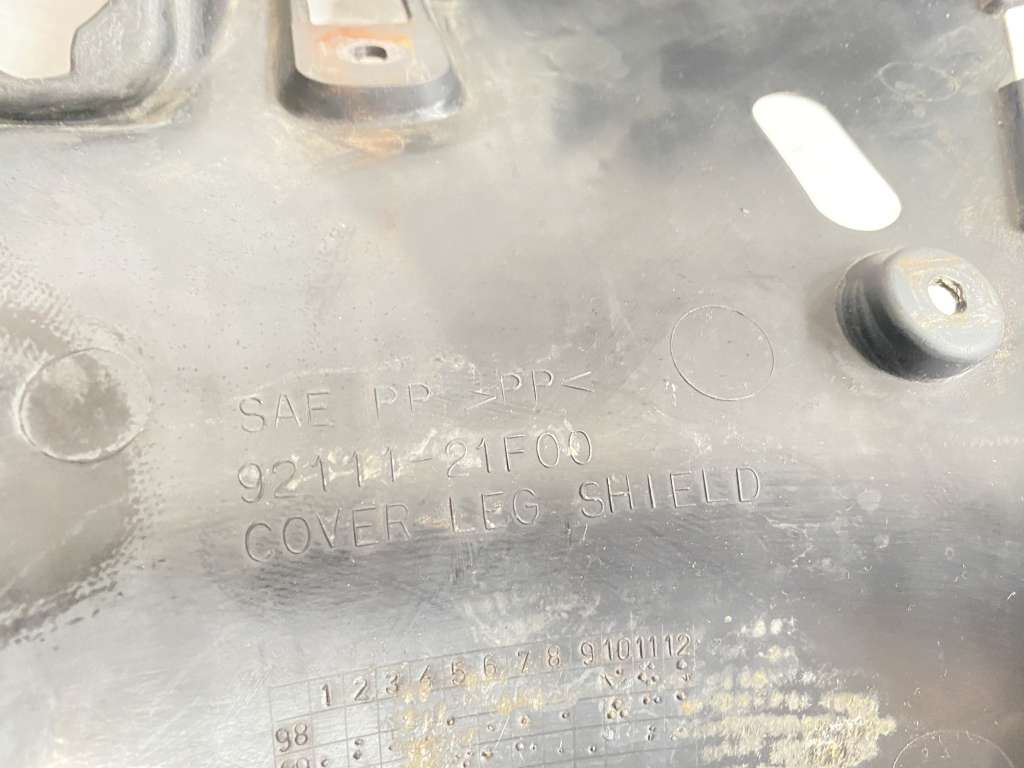 SAE PP >PP<
92111-21F00
COVER LEG SHIELD
1 2 3 4 5 6 7 8 9 10 11 12
98